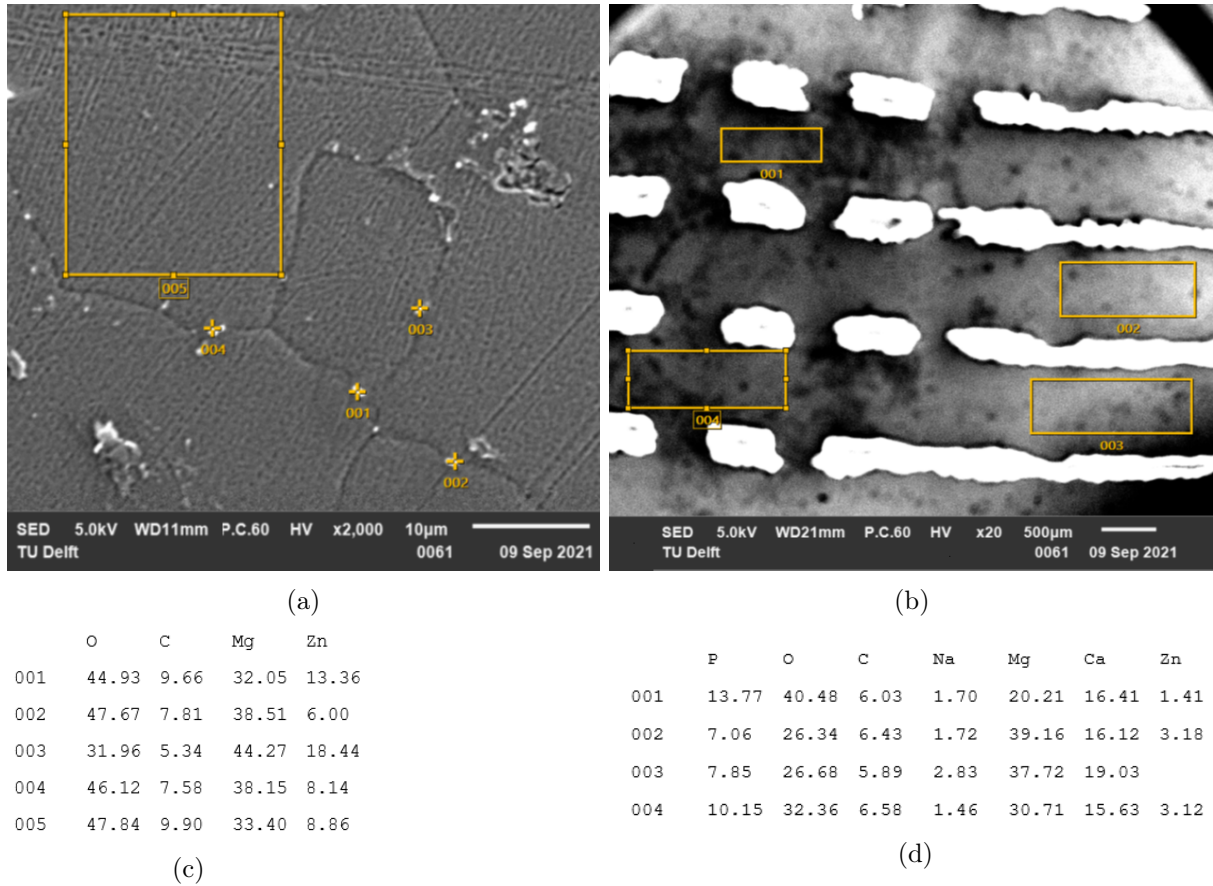 005
003
004
001
002
SED 5.0kV WD11mm P.C.60 HV x2,000 10μm
TU Delft 0061 09 Sep 2021
(a)
001
002
004
003
SED 5.0kV WD21mm P.C.60 HV x20 500μm
TU Delft 0061 09 Sep 2021
(b)
O C Mg Zn
001 44.93 9.66 32.05 13.36
002 47.67 7.81 38.51 6.00
003 31.96 5.34 44.27 18.44
004 46.12 7.58 38.15 8.14
005 47.84 9.90 33.40 8.86
(c)
P O C Na Mg Ca Zn
001 13.77 40.48 6.03 1.70 20.21 16.41 1.41
002 7.06 26.34 6.43 1.72 39.16 16.12 3.18
003 7.85 26.68 5.89 2.83 37.72 19.03
004 10.15 32.36 6.58 1.46 30.71 15.63 3.12
(d)